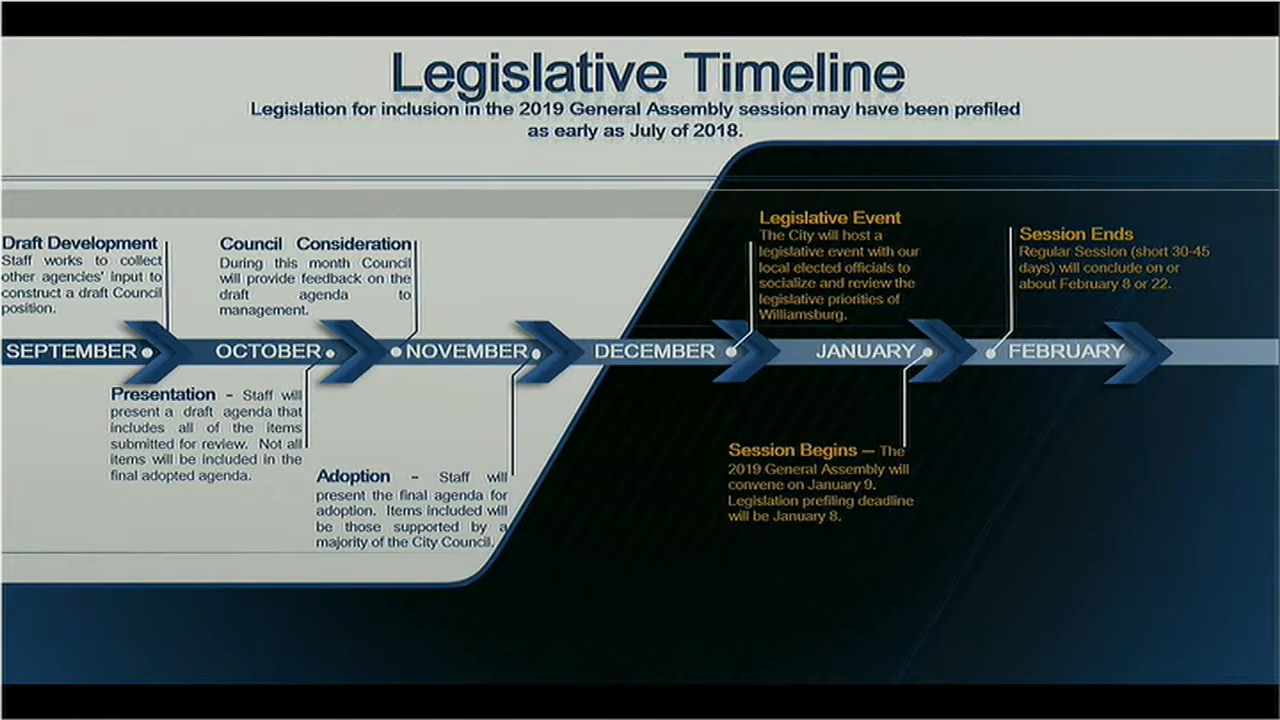 Legislative Timeline
Legislation for inclusion in the 2019 General Assembly session may have been prefiled
as early as July of 2018.
Draft Development
Staff works to collect
other agencies' input to
construct a draft Council
position.
Council Consideration
During this month Council
will provide feedback on the
draft agenda to
management.
Legislative Event
The City will host a
legislative event with our
local elected officials to
socialize and review the
legislative priorities of
Williamsburg.
Session Ends
Regular Session (short 30-45
days) will conclude on or
about February 8 or 22.
SEPTEMBER OCTOBER NOVEMBER DECEMBER JANUARY FEBRUARY
Presentation - Staff will
present a draft agenda that
includes all of the items
submitted for review. Not all
items will be included in the
final adopted agenda.
Adoption - Staff will
present the final agenda for
adoption. Items included will
be those supported by a
majority of the City Council.
Session Begins – The
2019 General Assembly will
convene on January 9.
Legislation prefiling deadline
will be January 8.